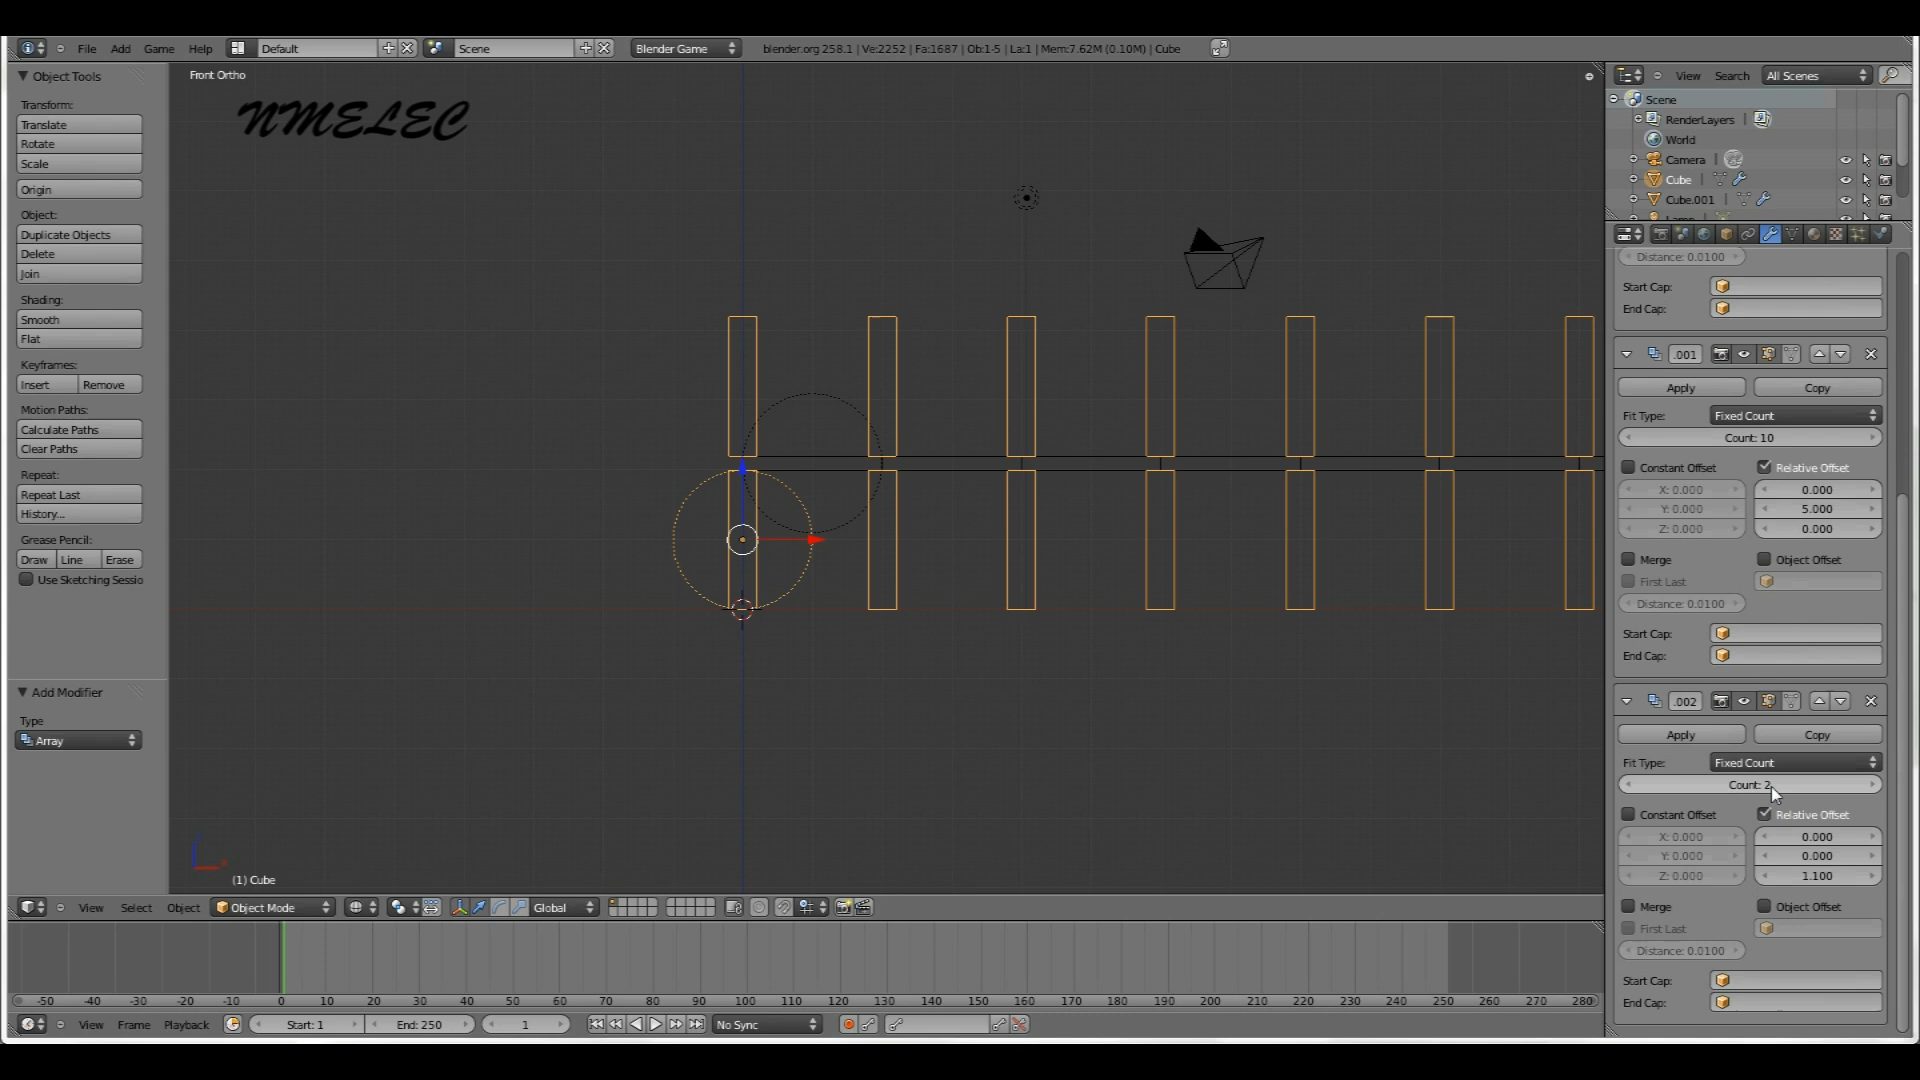 File Add Game Help Default Scene Blender Game blender.org 258.1 | Ve:2252 | Fa:1687 | Ob:1-5 | La:1 | Mem:7.62M (0.10M) | Cube
Object Tools
Transform:
Translate
Rotate
Scale
Origin
Object:
Duplicate Objects
Delete
Join
Shading:
Smooth
Flat
Keyframes:
Insert Remove
Motion Paths:
Calculate Paths
Clear Paths
Repeat:
Repeat Last
History...
Grease Pencil:
Draw Line Erase
Use Sketching Sessio
Add Modifier
Type
Array
Front Ortho
NMELEC
(1) Cube
View Select Object Object Mode Global
-50 -40 -30 -20 -10 0 10 20 30 40 50 60 70 80 90 100 110 120 130 140 150 160 170 180 190 200 210 220 230 240 250 260 270 280
View Frame Playback Start: 1 End: 250 1 No Sync
View Search All Scenes
Scene
RenderLayers |
World
Camera |
Cube |
Cube.001 |
Distance: 0.0100
Start Cap:
End Cap:
.001
Apply Copy
Fit Type: Fixed Count
Count: 10
Constant Offset Relative Offset
X: 0.000 0.000
Y: 0.000 5.000
Z: 0.000 0.000
Merge Object Offset
First Last
Distance: 0.0100
Start Cap:
End Cap:
.002
Apply Copy
Fit Type: Fixed Count
Count: 2
Constant Offset Relative Offset
X: 0.000 0.000
Y: 0.000 0.000
Z: 0.000 1.100
Merge Object Offset
First Last
Distance: 0.0100
Start Cap:
End Cap: